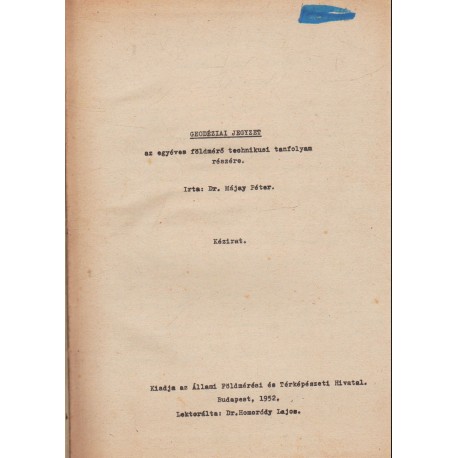 GEODÉZIAI JEGYZET
az egyéves földmérő technikusi tanfolyam
részére.
Irta: Dr. Májay Péter.
Kézirat.
Kiadja az Állami Földmérési és Térképészeti Hivatal.
Budapest, 1952.
Lektorálta: Dr.Homoródy Lajos.